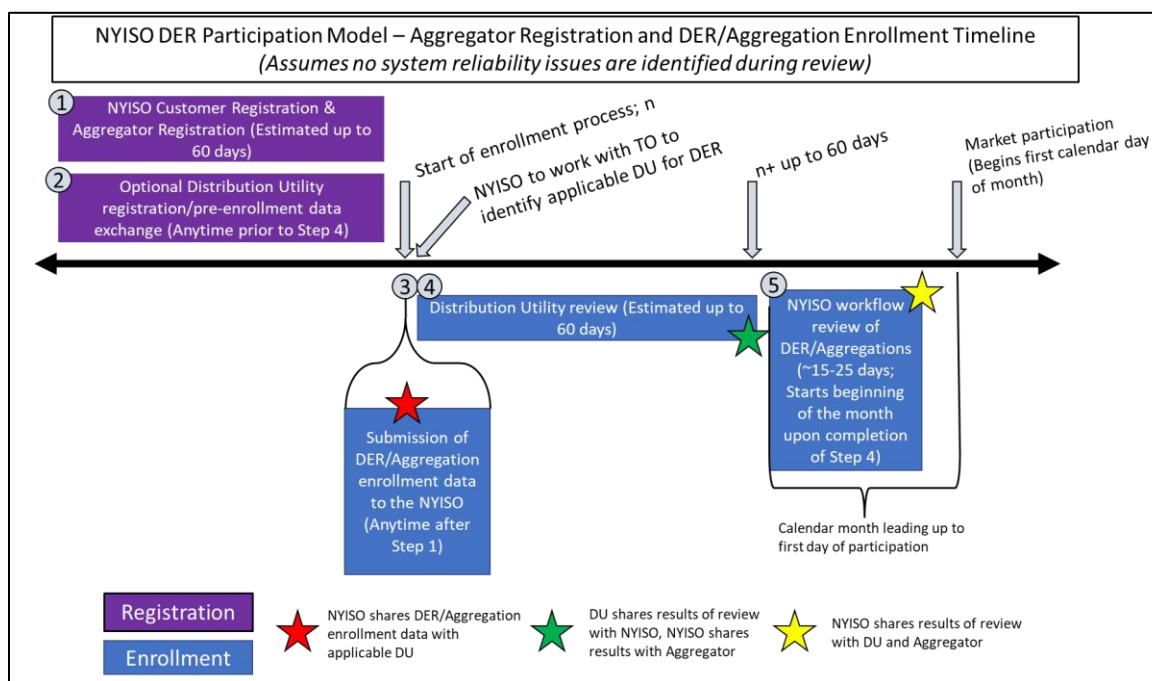 NYISO DER Participation Model – Aggregator Registration and DER/Aggregation Enrollment Timeline
(Assumes no system reliability issues are identified during review)
1
NYISO Customer Registration &
Aggregator Registration (Estimated up to
60 days)
2
Optional Distribution Utility
registration/pre-enrollment data
exchange (Anytime prior to Step 4)
Start of enrollment process; n
NYISO to work with TO to
identify applicable DU for DER
n+ up to 60 days
Market participation
(Begins first calendar day
of month)
3
4
Distribution Utility review (Estimated up to
60 days)
5
NYISO workflow
review of
DER/Aggregations
(~15-25 days;
Starts beginning
of the month
upon completion
of Step 4)
Submission of
DER/Aggregation
enrollment data
to the NYISO
(Anytime after
Step 1)
Calendar month leading up to
first day of participation
Registration
Enrollment
NYISO shares DER/Aggregation
enrollment data with
applicable DU
DU shares results of review
with NYISO, NYISO shares
results with Aggregator
NYISO shares results of review
with DU and Aggregator